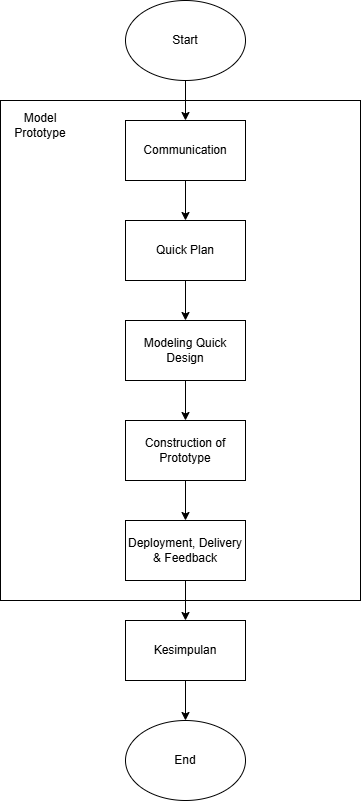 Start
Model
Prototype
Communication
Quick Plan
Modeling Quick
Design
Construction of
Prototype
Deployment, Delivery
& Feedback
Kesimpulan
End